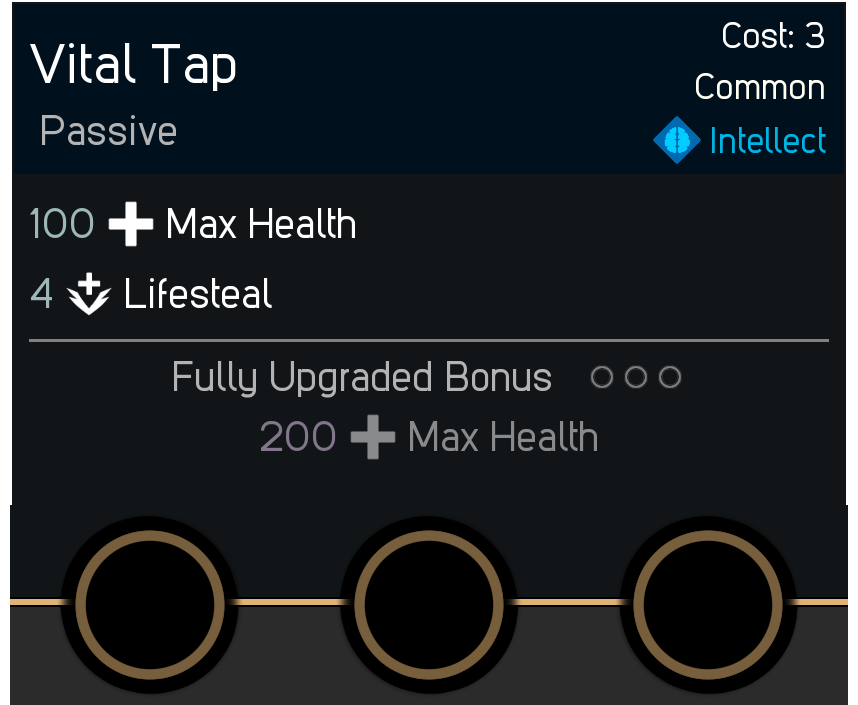 Vital Tap
Cost: 3
Common
Passive
Intellect
100 Max Health
4 Lifesteal
Fully Upgraded Bonus
200 Max Health